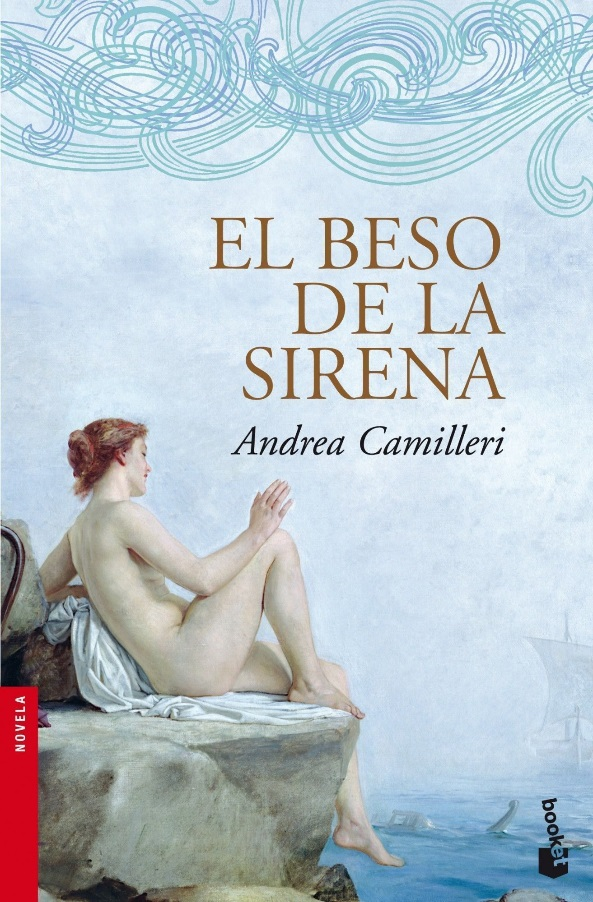 EL BESO
DE LA
SIRENA
Andrea Camilleri
NOVELA
booket